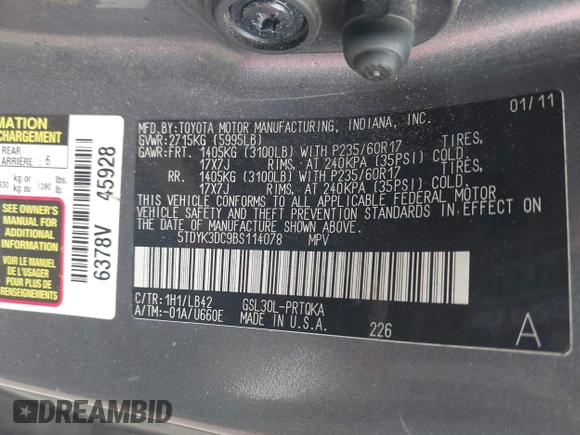 MATION
CHARGEMENT
REAR
ARRIÈRE : 6
630 kg or kg ou 1390 lbs. lb.
SEE OWNER'S
MANUAL FOR
ADDITIONAL
INFORMATION
VOIR LE MANUEL
DE L'USAGER
POUR PLUS DE
RENSEIGNEMENTS
6378V 45928
01/11
MFD.BY:TOYOTA MOTOR MANUFACTURING, INDIANA, INC.
GVWR:2715KG (5995LB)
GAWR:FRT. 1405KG (3100LB) WITH P235/60R17 TIRES,
17X7J RIMS, AT 240KPA (35PSI) COLD.
RR. 1405KG (3100LB) WITH P235/60R17 TIRES,
17X7J RIMS, AT 240KPA (35PSI) COLD.
THIS VEHICLE CONFORMS TO ALL APPLICABLE FEDERAL MOTOR
VEHICLE SAFETY AND THEFT PREVENTION STANDARDS IN EFFECT ON
THE DATE OF MANUFACTURE SHOWN ABOVE.
5TDYK3DC9BS114078 MPV
C/TR:1H1/LB42 GSL30L-PRTQKA
A/TM:-01A/U660E MADE IN U.S.A. 226 A
DREAMBID